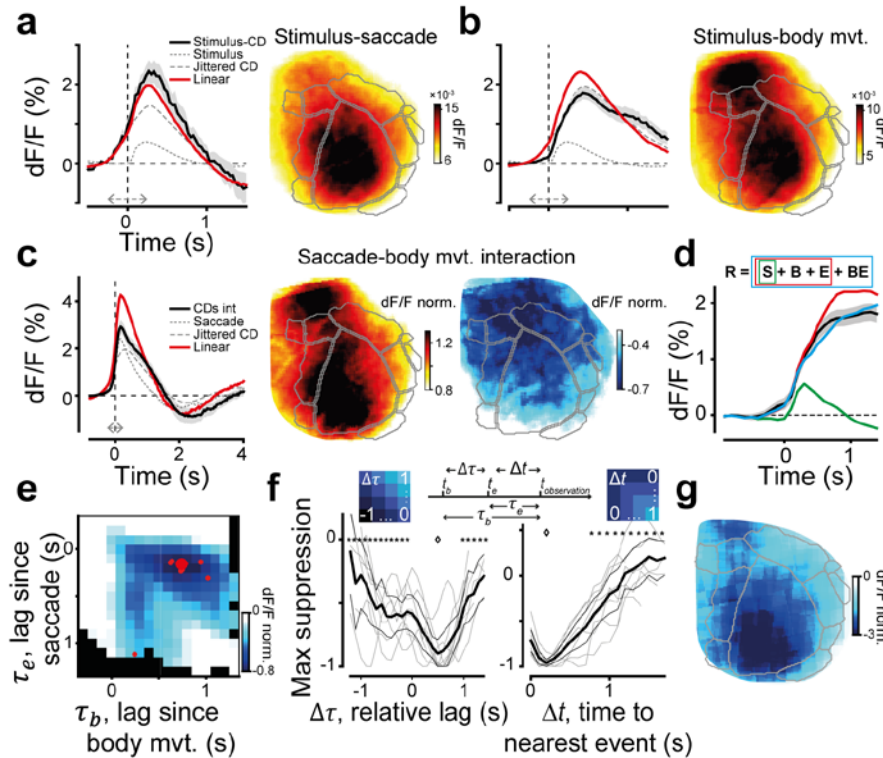 a
Stimulus-CD
Stimulus
Jittered CD
Linear
dF/F (%)
2
0
0
1
Time (s)
Stimulus-saccade
×10⁻³
15
6
dF/F
b
2
0
Stimulus-body mvt.
×10⁻³
10
5
dF/F
c
CDs int
Saccade
Jittered CD
Linear
dF/F (%)
4
2
0
0
2
4
Time (s)
Saccade-body mvt. interaction
dF/F norm.
1.2
0.8
dF/F norm.
-0.4
-0.7
d
R = S + B + E + BE
dF/F (%)
2
1
0
0
1
Time (s)
e
τe, lag since
saccade (s)
0
1
0
1
τb, lag since
body mvt. (s)
0
-0.8
dF/F norm.
f
Δτ 1
-1 ... 0
Δτ Δt
tb te tobservation
τe
τb
Δt 0
0 ... 1
Max suppression
0
-1
-1
0
1
Δτ, relative lag (s)
0
-1
0
1
Δt, time to
nearest event (s)
g
0
-3
dF/F norm.